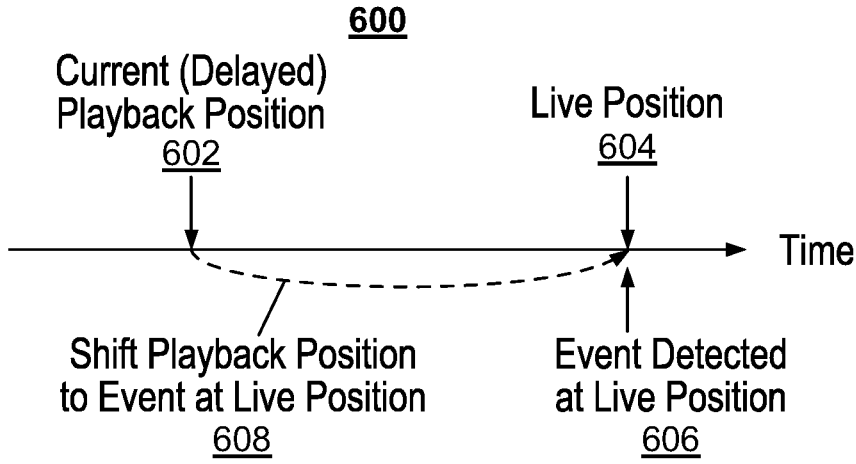 600
Current (Delayed)
Playback Position
602
Live Position
604
Time
Shift Playback Position
to Event at Live Position
608
Event Detected
at Live Position
606